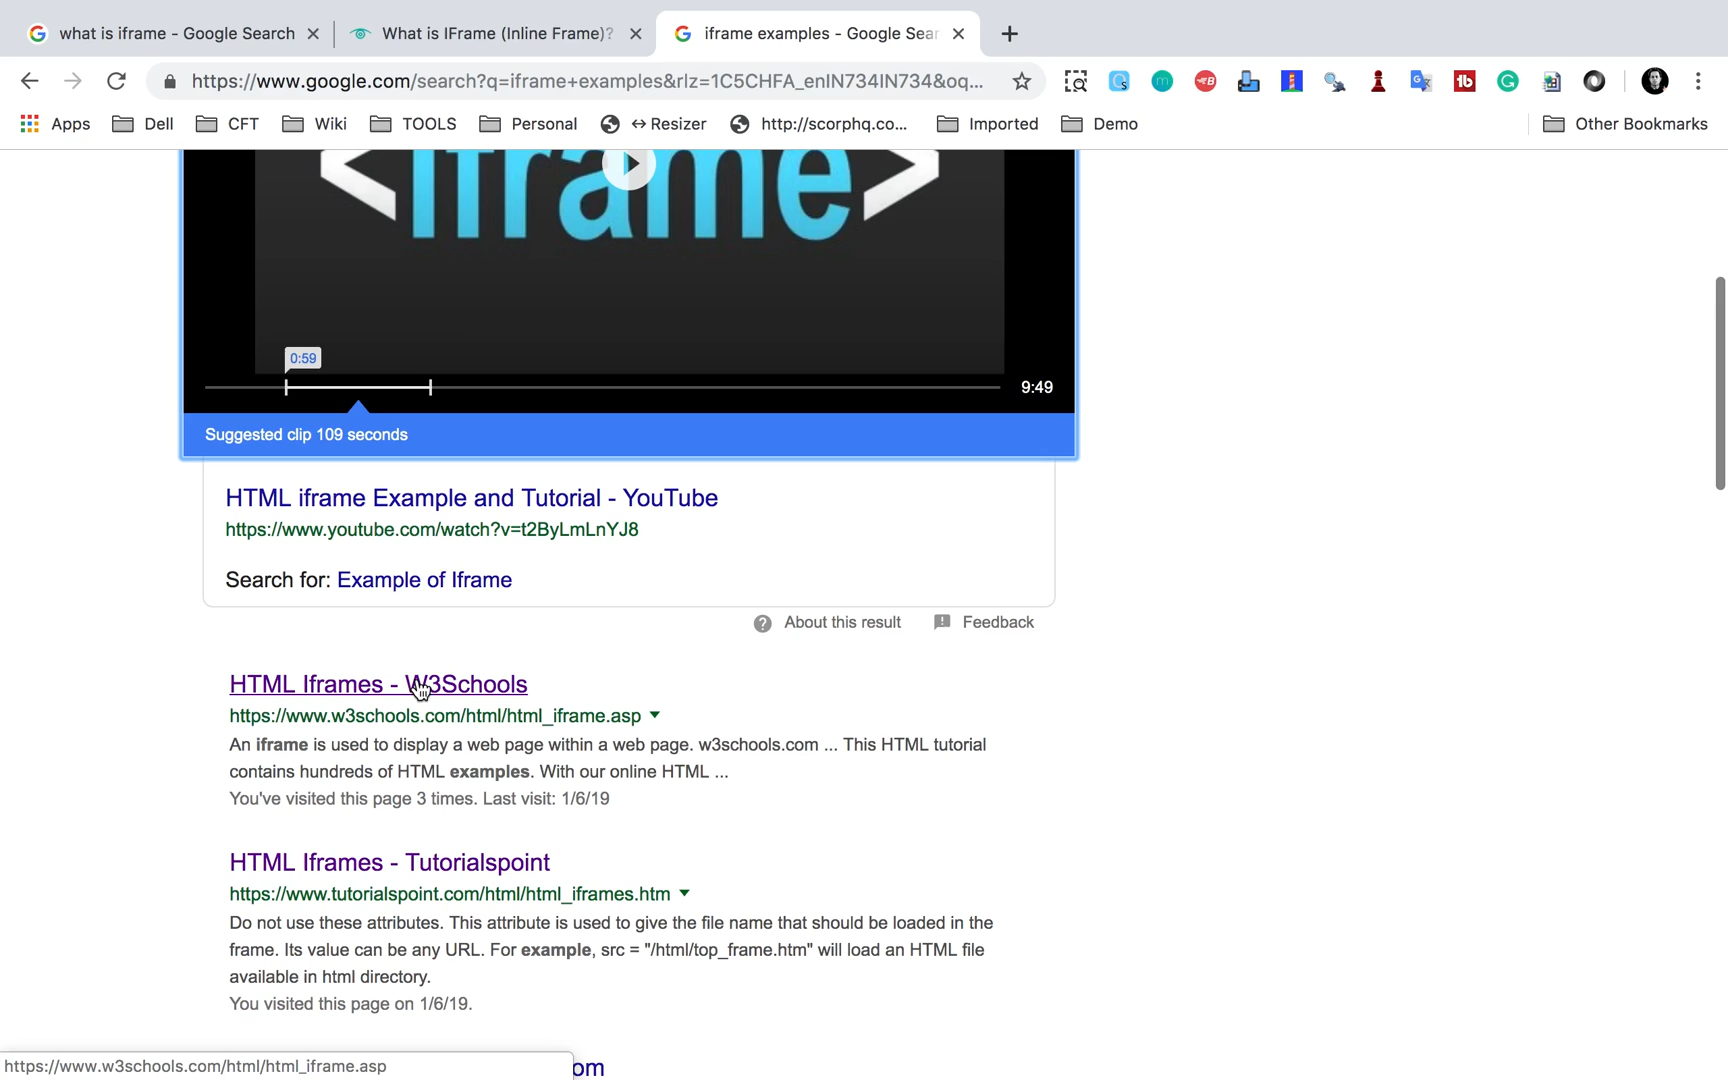 what is iframe - Google Search
What is IFrame (Inline Frame)?
iframe examples - Google Sear
https://www.google.com/search?q=iframe+examples&rlz=1C5CHFA_enIN734IN734&oq...
Apps
Dell
CFT
Wiki
TOOLS
Personal
↔Resizer
http://scorphq.co...
Imported
Demo
Other Bookmarks
<iframe>
0:59
9:49
Suggested clip 109 seconds
HTML iframe Example and Tutorial - YouTube
https://www.youtube.com/watch?v=t2ByLmLnYJ8
Search for: Example of Iframe
About this result
Feedback
HTML Iframes - W3Schools
https://www.w3schools.com/html/html_iframe.asp
An iframe is used to display a web page within a web page. w3schools.com ... This HTML tutorial
contains hundreds of HTML examples. With our online HTML ...
You've visited this page 3 times. Last visit: 1/6/19
HTML Iframes - Tutorialspoint
https://www.tutorialspoint.com/html/html_iframes.htm
Do not use these attributes. This attribute is used to give the file name that should be loaded in the
frame. Its value can be any URL. For example, src = "/html/top_frame.htm" will load an HTML file
available in html directory.
You visited this page on 1/6/19.
https://www.w3schools.com/html/html_iframe.asp
om